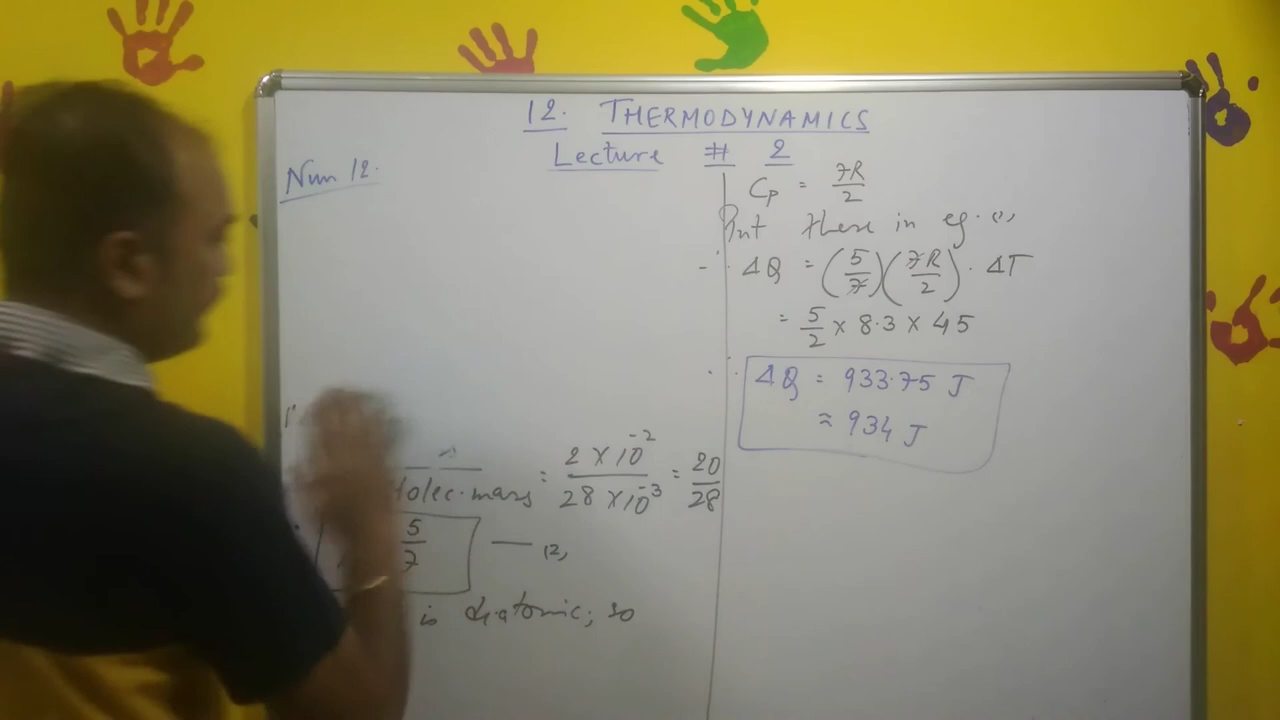 12. THERMODYNAMICS
Lecture # 2
Num 12.
= 2 × 10⁻² / 28 × 10⁻³ = 20/28
Molec. mass
5/7 — (2)
is diatomic; so
Cp = 7R/2
Put these in eq. (1)
∴ ΔQ = (5/7)(7R/2) · ΔT
= 5/2 × 8.3 × 45
∴ ΔQ = 933.75 J
≈ 934 J